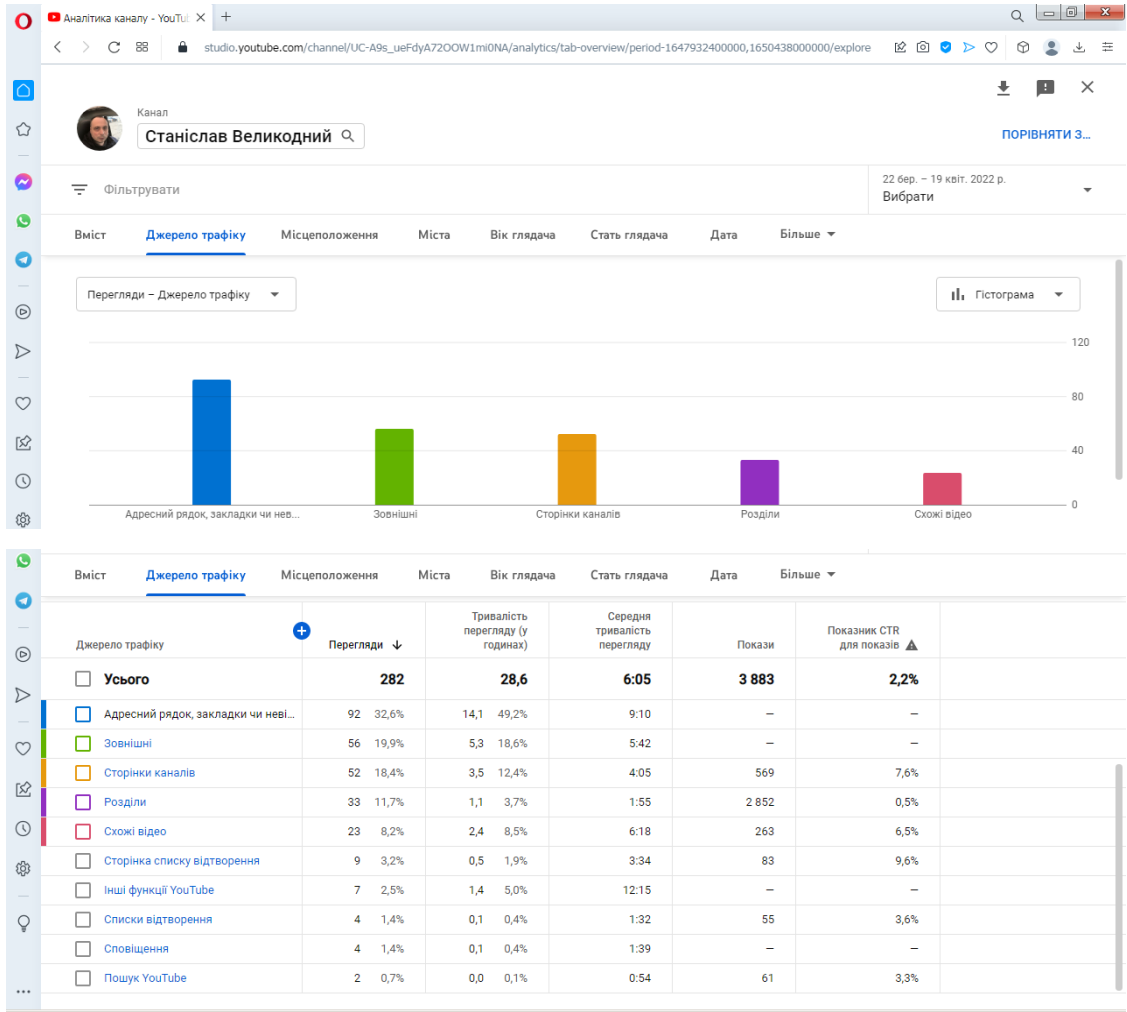 Аналітика каналу - YouTu
studio.youtube.com/channel/UC-A9s_ueFdyA72OOW1mi0NA/analytics/tab-overview/period-1647932400000,1650438000000/explore
Канал
Станіслав Великодний
ПОРІВНЯТИ З...
Фільтрувати
22 бер. – 19 квіт. 2022 р.
Вибрати
Вміст Джерело трафіку Місцеположення Міста Вік глядача Стать глядача Дата Більше
Перегляди – Джерело трафіку
Гістограма
120
80
40
0
Адресний рядок, закладки чи нев... Зовнішні Сторінки каналів Розділи Схожі відео
Вміст Джерело трафіку Місцеположення Міста Вік глядача Стать глядача Дата Більше
Джерело трафіку Перегляди Тривалість перегляду (у годинах) Середня тривалість перегляду Покази Показник CTR для показів
Усього 282 28,6 6:05 3 883 2,2%
Адресний рядок, закладки чи неві... 92 32,6% 14,1 49,2% 9:10 – –
Зовнішні 56 19,9% 5,3 18,6% 5:42 – –
Сторінки каналів 52 18,4% 3,5 12,4% 4:05 569 7,6%
Розділи 33 11,7% 1,1 3,7% 1:55 2 852 0,5%
Схожі відео 23 8,2% 2,4 8,5% 6:18 263 6,5%
Сторінка списку відтворення 9 3,2% 0,5 1,9% 3:34 83 9,6%
Інші функції YouTube 7 2,5% 1,4 5,0% 12:15 – –
Списки відтворення 4 1,4% 0,1 0,4% 1:32 55 3,6%
Сповіщення 4 1,4% 0,1 0,4% 1:39 – –
Пошук YouTube 2 0,7% 0,0 0,1% 0:54 61 3,3%